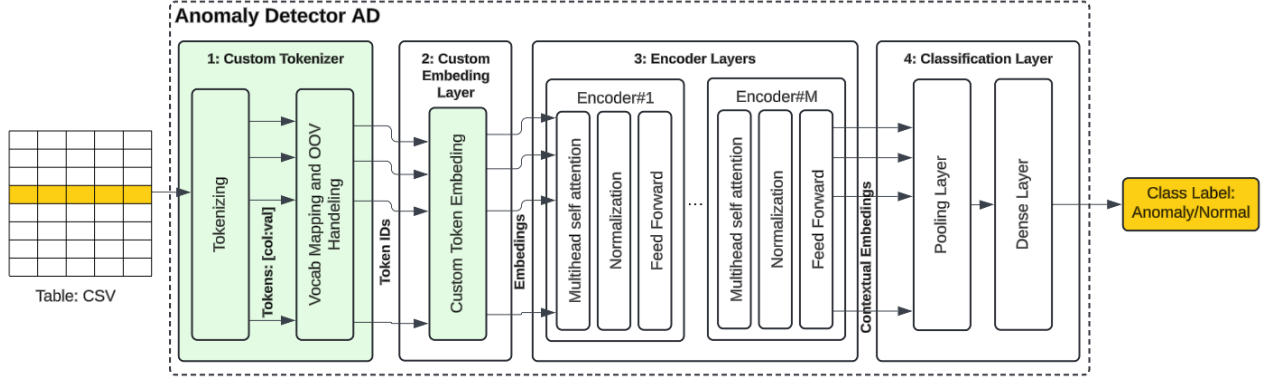 Anomaly Detector AD
1: Custom Tokenizer
2: Custom
Embeding
Layer
3: Encoder Layers
4: Classification Layer
Encoder#1
Encoder#M
Tokenizing
Tokens: [col:val]
Vocab Mapping and OOV
Handeling
Token IDs
Custom Token Embeding
Embedings
Multihead self attention
Normalization
Feed Forward
...
Multihead self attention
Normalization
Feed Forward
Contextual Embedings
Pooling Layer
Dense Layer
Class Label:
Anomaly/Normal
Table: CSV